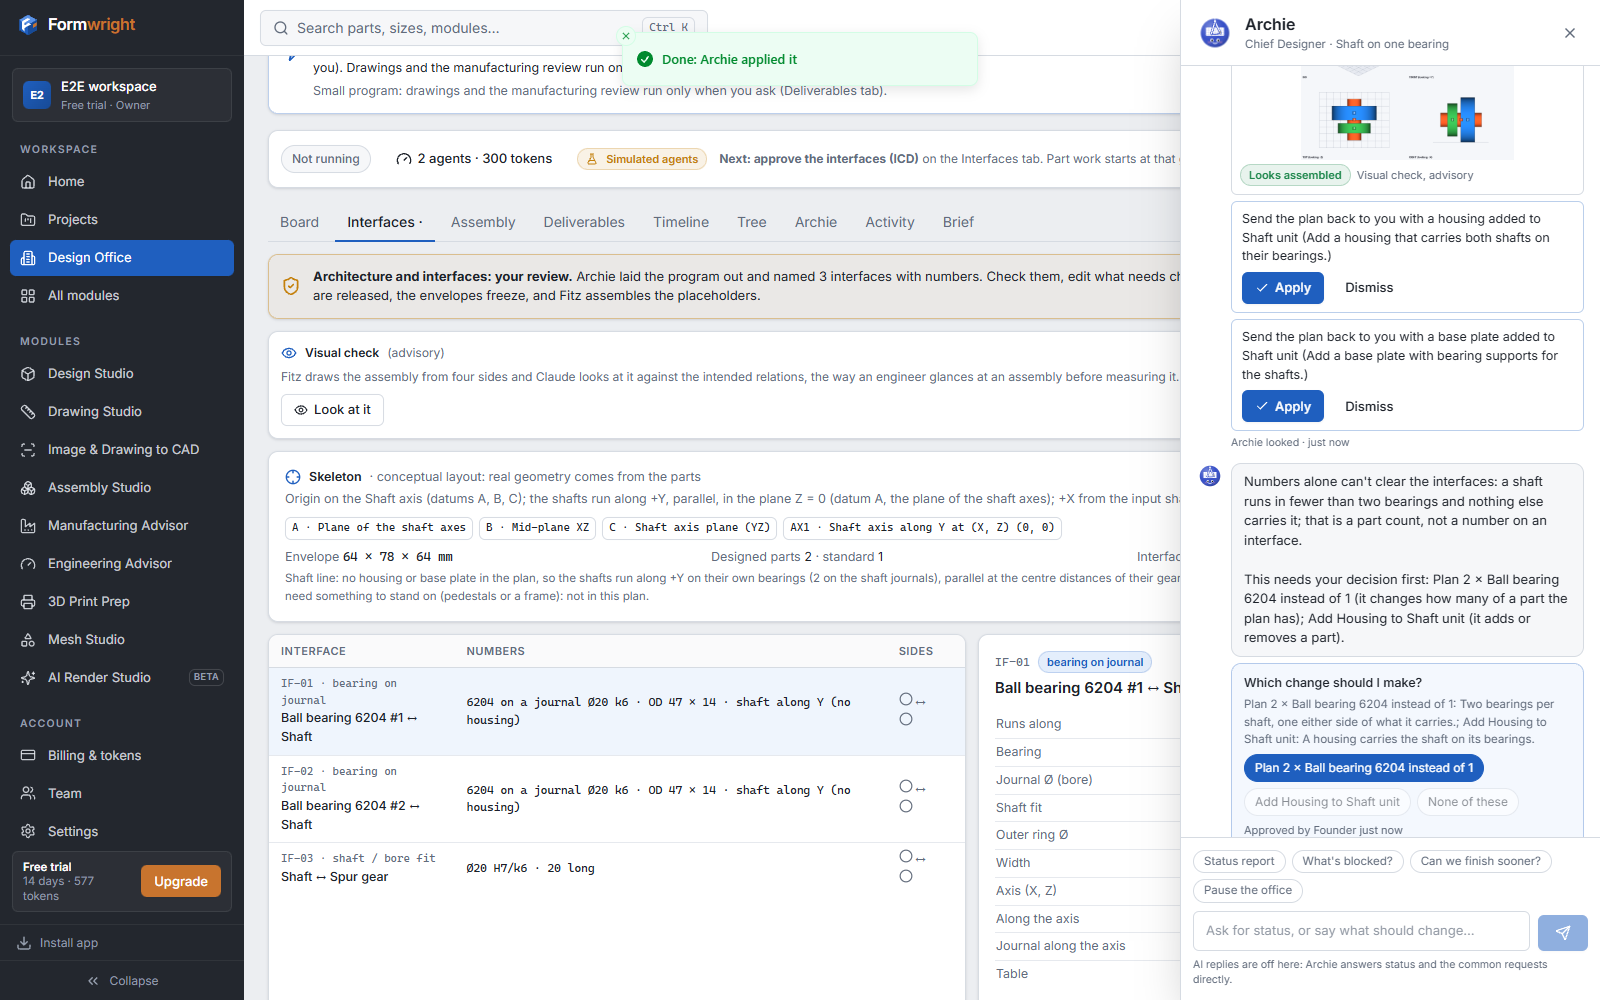 Formwright
E2
E2E workspace
Free trial · Owner
WORKSPACE
Home
Projects
Design Office
All modules
MODULES
Design Studio
Drawing Studio
Image & Drawing to CAD
Assembly Studio
Manufacturing Advisor
Engineering Advisor
3D Print Prep
Mesh Studio
AI Render Studio
BETA
ACCOUNT
Billing & tokens
Team
Settings
Free trial
14 days · 577
tokens
Upgrade
Install app
Collapse
Search parts, sizes, modules...
Ctrl K
Done: Archie applied it
you). Drawings and the manufacturing review run on
Small program: drawings and the manufacturing review run only when you ask (Deliverables tab).
Not running
2 agents · 300 tokens
Simulated agents
Next: approve the interfaces (ICD) on the Interfaces tab. Part work starts at that
Board
Interfaces ·
Assembly
Deliverables
Timeline
Tree
Archie
Activity
Brief
Architecture and interfaces: your review. Archie laid the program out and named 3 interfaces with numbers. Check them, edit what needs ch
are released, the envelopes freeze, and Fitz assembles the placeholders.
Visual check (advisory)
Fitz draws the assembly from four sides and Claude looks at it against the intended relations, the way an engineer glances at an assembly before measuring it.
Look at it
Skeleton · conceptual layout: real geometry comes from the parts
Origin on the Shaft axis (datums A, B, C); the shafts run along +Y, parallel, in the plane Z = 0 (datum A, the plane of the shaft axes); +X from the input sh
A · Plane of the shaft axes
B · Mid-plane XZ
C · Shaft axis plane (YZ)
AX1 · Shaft axis along Y at (X, Z) (0, 0)
Envelope 64 × 78 × 64 mm
Designed parts 2 · standard 1
Interfac
Shaft line: no housing or base plate in the plan, so the shafts run along +Y on their own bearings (2 on the shaft journals), parallel at the centre distances of their gear
need something to stand on (pedestals or a frame): not in this plan.
INTERFACE
NUMBERS
SIDES
IF-01 · bearing on
journal
Ball bearing 6204 #1 ↔
Shaft
6204 on a journal Ø20 k6 · OD 47 × 14 · shaft along Y (no
housing)
↔
IF-02 · bearing on
journal
Ball bearing 6204 #2 ↔
Shaft
6204 on a journal Ø20 k6 · OD 47 × 14 · shaft along Y (no
housing)
↔
IF-03 · shaft / bore fit
Shaft ↔ Spur gear
Ø20 H7/k6 · 20 long
↔
IF-01
bearing on journal
Ball bearing 6204 #1 ↔ Sh
Runs along
Bearing
Journal Ø (bore)
Shaft fit
Outer ring Ø
Width
Axis (X, Z)
Along the axis
Journal along the axis
Table
Archie
Chief Designer · Shaft on one bearing
Looks assembled
Visual check, advisory
Send the plan back to you with a housing added to
Shaft unit (Add a housing that carries both shafts on
their bearings.)
Apply
Dismiss
Send the plan back to you with a base plate added to
Shaft unit (Add a base plate with bearing supports for
the shafts.)
Apply
Dismiss
Archie looked · just now
Numbers alone can't clear the interfaces: a shaft
runs in fewer than two bearings and nothing else
carries it; that is a part count, not a number on an
interface.
This needs your decision first: Plan 2 × Ball bearing
6204 instead of 1 (it changes how many of a part the
plan has); Add Housing to Shaft unit (it adds or
removes a part).
Which change should I make?
Plan 2 × Ball bearing 6204 instead of 1: Two bearings per
shaft, one either side of what it carries.; Add Housing to
Shaft unit: A housing carries the shaft on its bearings.
Plan 2 × Ball bearing 6204 instead of 1
Add Housing to Shaft unit
None of these
Approved by Founder just now
Status report
What's blocked?
Can we finish sooner?
Pause the office
Ask for status, or say what should change...
AI replies are off here: Archie answers status and the common requests
directly.